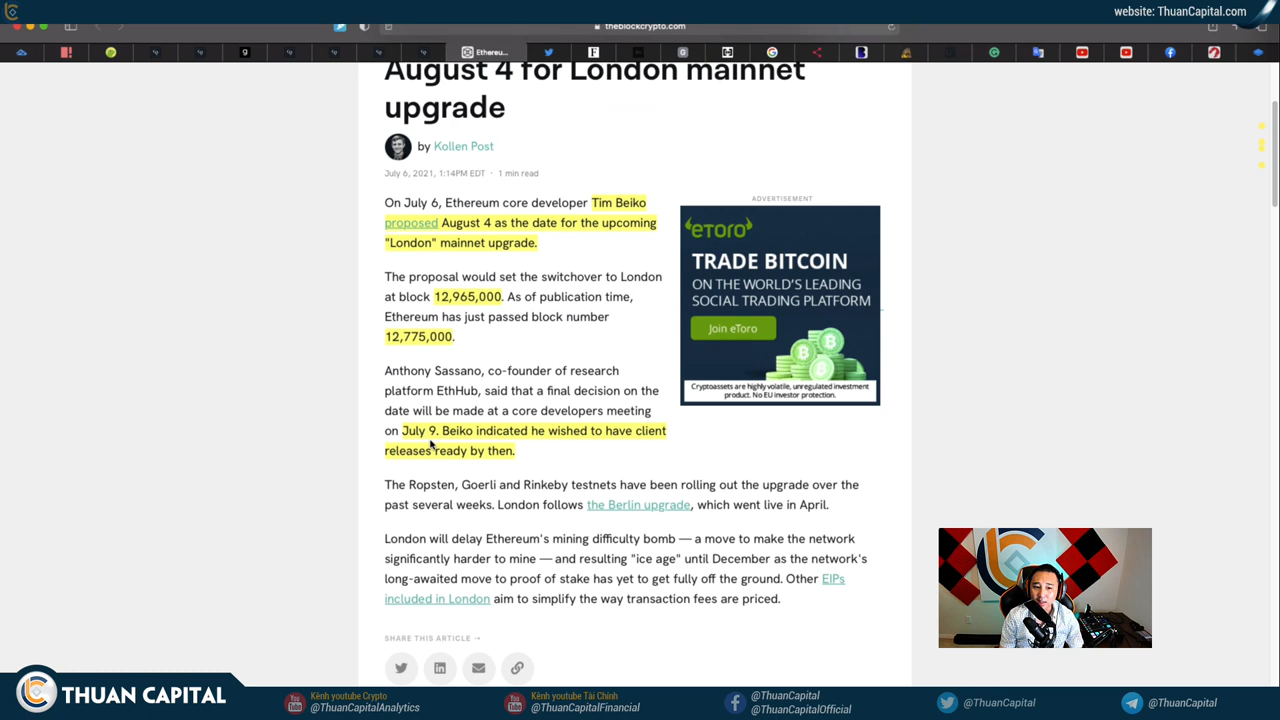 website: ThuanCapital.com
theblockcrypto.com
Ethereu...
August 4 for London mainnet
upgrade
by Kollen Post
July 6, 2021, 1:14PM EDT · 1 min read
On July 6, Ethereum core developer Tim Beiko
proposed August 4 as the date for the upcoming
"London" mainnet upgrade.
The proposal would set the switchover to London
at block 12,965,000. As of publication time,
Ethereum has just passed block number
12,775,000.
Anthony Sassano, co-founder of research
platform EthHub, said that a final decision on the
date will be made at a core developers meeting
on July 9. Beiko indicated he wished to have client
releases ready by then.
ADVERTISEMENT
eToro
TRADE BITCOIN
ON THE WORLD'S LEADING
SOCIAL TRADING PLATFORM
Join eToro
Cryptoassets are highly volatile, unregulated investment
product. No EU investor protection.
The Ropsten, Goerli and Rinkeby testnets have been rolling out the upgrade over the
past several weeks. London follows the Berlin upgrade, which went live in April.
London will delay Ethereum's mining difficulty bomb — a move to make the network
significantly harder to mine — and resulting "ice age" until December as the network's
long-awaited move to proof of stake has yet to get fully off the ground. Other EIPs
included in London aim to simplify the way transaction fees are priced.
SHARE THIS ARTICLE →
THUAN CAPITAL
Kênh youtube Crypto
@ThuanCapitalAnalytics
Kênh youtube Tài Chính
@ThuanCapitalFinancial
@ThuanCapital
@ThuanCapitalOfficial
@ThuanCapital
@ThuanCapital